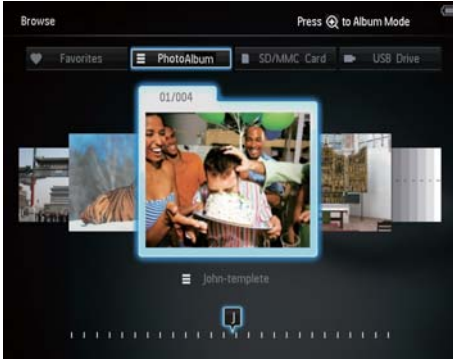 Browse
Press to Album Mode
Favorites
PhotoAlbum
SD/MMC Card
USB Drive
01/004
John-templete
J